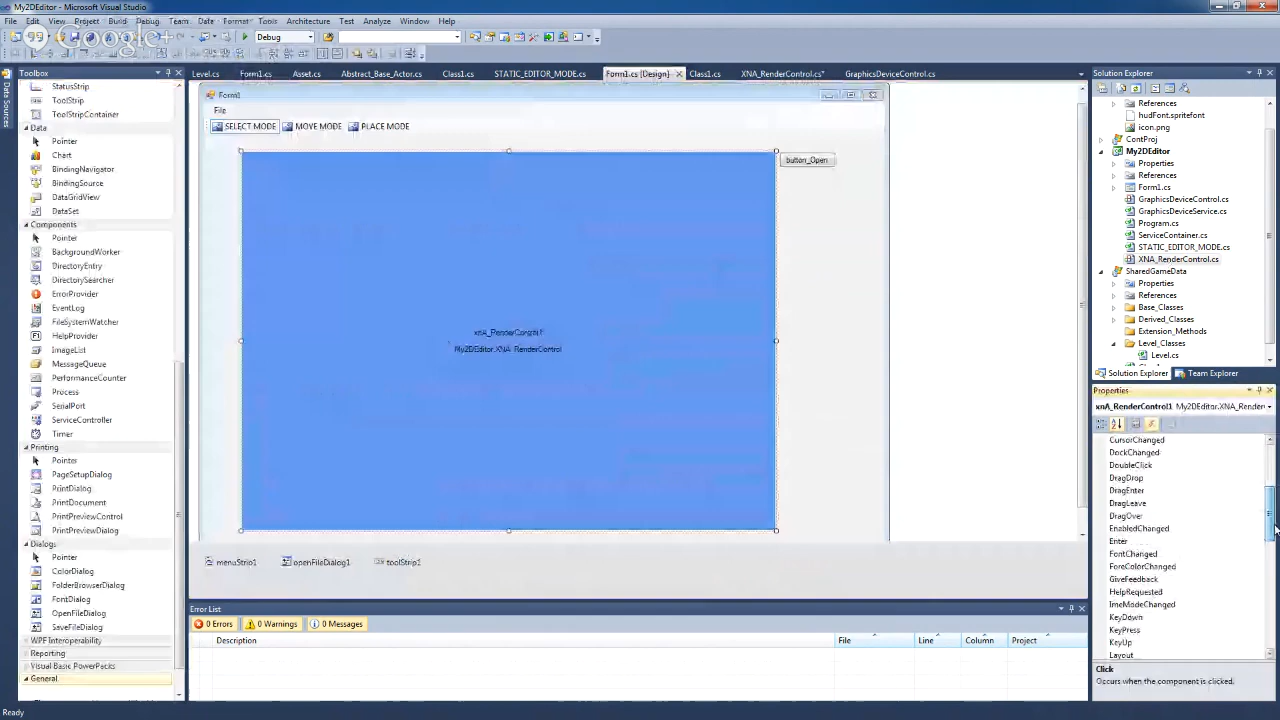 My2DEditor - Microsoft Visual Studio
File Edit View Project Build Debug Team Data Format Tools Architecture Test Analyze Window Help
Google+
Debug
Toolbox
Level.cs Form1.cs Asset.cs Abstract_Base_Actor.cs Class1.cs STATIC_EDITOR_MODE.cs Form1.cs [Design] Class1.cs XNA_RenderControl.cs* GraphicsDeviceControl.cs
Solution Explorer
Data Sources
StatusStrip
ToolStrip
ToolStripContainer
Data
Pointer
Chart
BindingNavigator
BindingSource
DataGridView
DataSet
Components
Pointer
BackgroundWorker
DirectoryEntry
DirectorySearcher
ErrorProvider
EventLog
FileSystemWatcher
HelpProvider
ImageList
MessageQueue
PerformanceCounter
Process
SerialPort
ServiceController
Timer
Printing
Pointer
PageSetupDialog
PrintDialog
PrintDocument
PrintPreviewControl
PrintPreviewDialog
Dialogs
Pointer
ColorDialog
FolderBrowserDialog
FontDialog
OpenFileDialog
SaveFileDialog
WPF Interoperability
Reporting
Visual Basic PowerPacks
General
Form1
File
SELECT MODE MOVE MODE PLACE MODE
button_Open
xnA_RenderControl1
My2DEditor.XNA_RenderControl
menuStrip1 openFileDialog1 toolStrip1
Error List
0 Errors 0 Warnings 0 Messages
Description File Line Column Project
References
hudFont.spritefont
icon.png
ContProj
My2DEditor
Properties
References
Form1.cs
GraphicsDeviceControl.cs
GraphicsDeviceService.cs
Program.cs
ServiceContainer.cs
STATIC_EDITOR_MODE.cs
XNA_RenderControl.cs
SharedGameData
Properties
References
Base_Classes
Derived_Classes
Extension_Methods
Level_Classes
Level.cs
Solution Explorer Team Explorer
Properties
xnA_RenderControl1 My2DEditor.XNA_Render
CursorChanged
DockChanged
DoubleClick
DragDrop
DragEnter
DragLeave
DragOver
EnabledChanged
Enter
FontChanged
ForeColorChanged
GiveFeedback
HelpRequested
ImeModeChanged
KeyDown
KeyPress
KeyUp
Layout
Click
Occurs when the component is clicked.
Ready